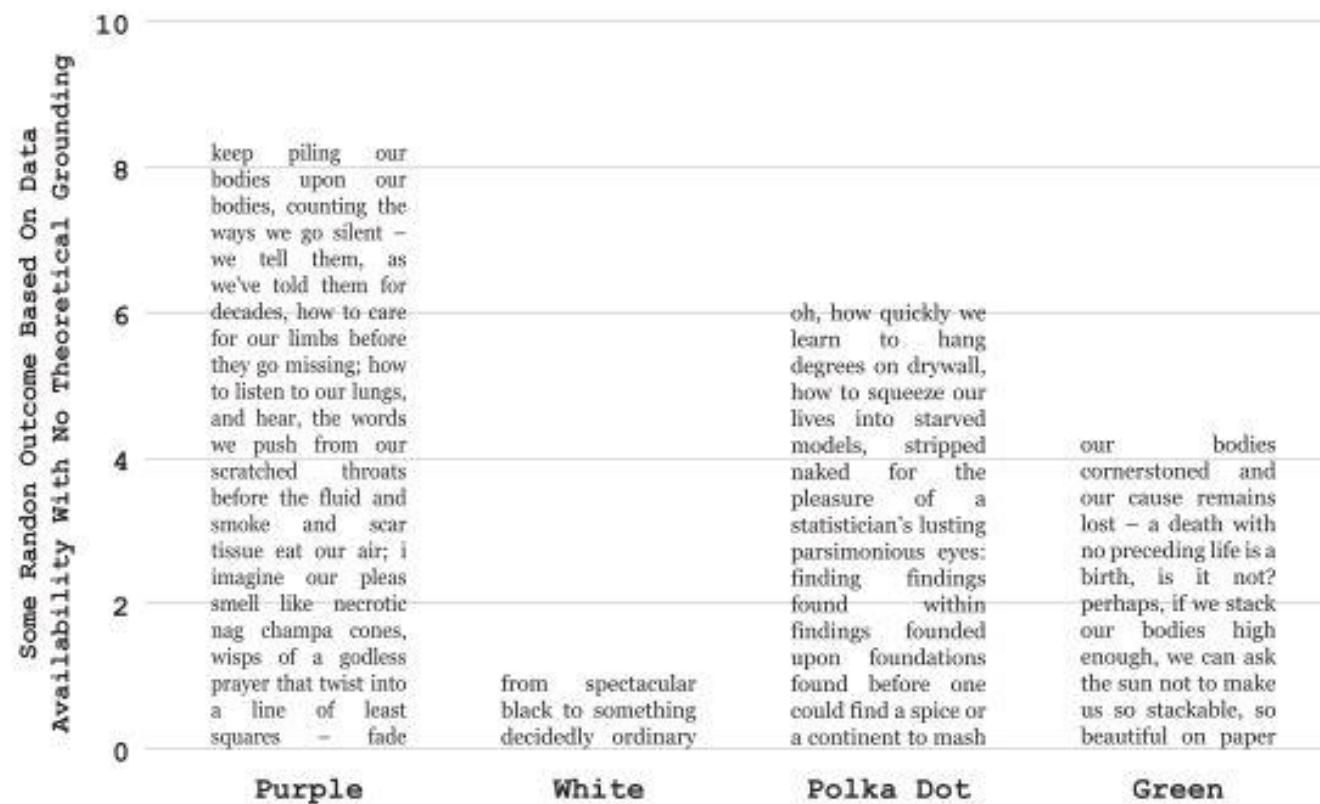 Some Randon Outcome Based On Data
Availability With No Theoretical Grounding
10
8
6
4
2
0
keep piling our
bodies upon our
bodies, counting the
ways we go silent –
we tell them, as
we've told them for
decades, how to care
for our limbs before
they go missing; how
to listen to our lungs,
and hear, the words
we push from our
scratched throats
before the fluid and
smoke and scar
tissue eat our air; i
imagine our pleas
smell like necrotic
nag champa cones,
wisps of a godless
prayer that twist into
a line of least
squares – fade
from spectacular
black to something
decidedly ordinary
oh, how quickly we
learn to hang
degrees on drywall,
how to squeeze our
lives into starved
models, stripped
naked for the
pleasure of a
statistician's lusting
parsimonious eyes:
finding findings
found within
findings founded
upon foundations
found before one
could find a spice or
a continent to mash
our bodies
cornerstoned and
our cause remains
lost – a death with
no preceding life is a
birth, is it not?
perhaps, if we stack
our bodies high
enough, we can ask
the sun not to make
us so stackable, so
beautiful on paper
Purple
White
Polka Dot
Green